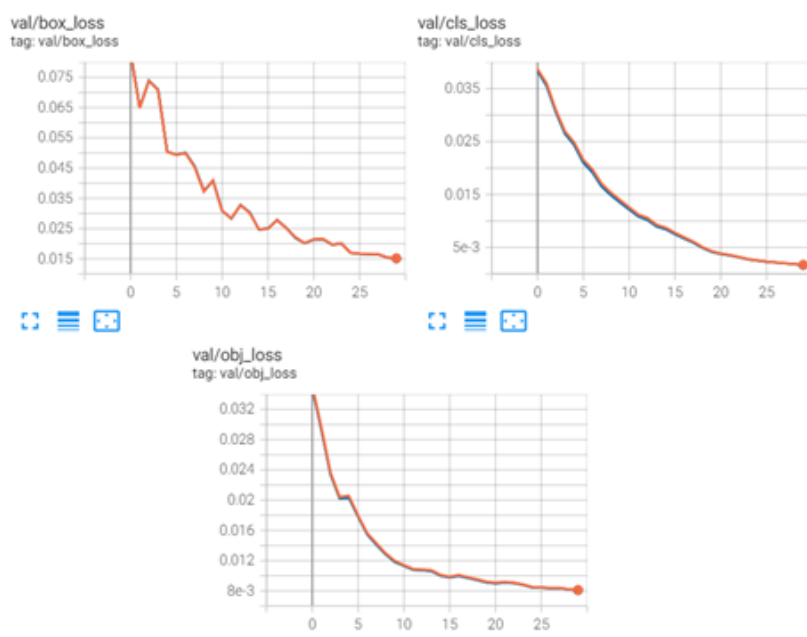 val/box_loss
tag: val/box_loss
0.075
0.065
0.055
0.045
0.035
0.025
0.015
0 5 10 15 20 25
val/cls_loss
tag: val/cls_loss
0.035
0.025
0.015
5e-3
0 5 10 15 20 25
val/obj_loss
tag: val/obj_loss
0.032
0.028
0.024
0.02
0.016
0.012
8e-3
0 5 10 15 20 25